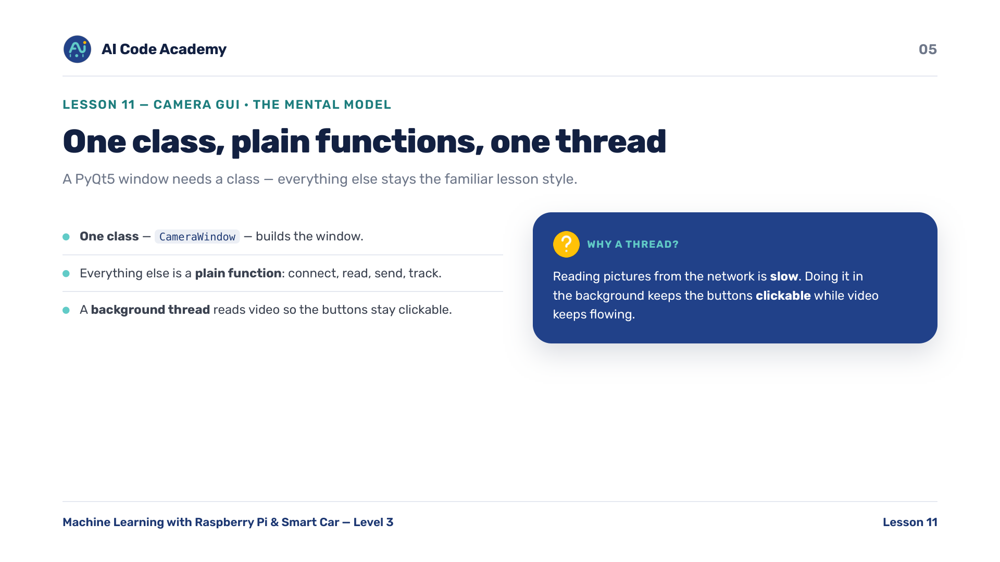 AI Code Academy
05
LESSON 11 — CAMERA GUI • THE MENTAL MODEL
One class, plain functions, one thread
A PyQt5 window needs a class — everything else stays the familiar lesson style.
One class — CameraWindow — builds the window.
Everything else is a plain function: connect, read, send, track.
A background thread reads video so the buttons stay clickable.
?
WHY A THREAD?
Reading pictures from the network is slow. Doing it in
the background keeps the buttons clickable while video
keeps flowing.
Machine Learning with Raspberry Pi & Smart Car — Level 3
Lesson 11